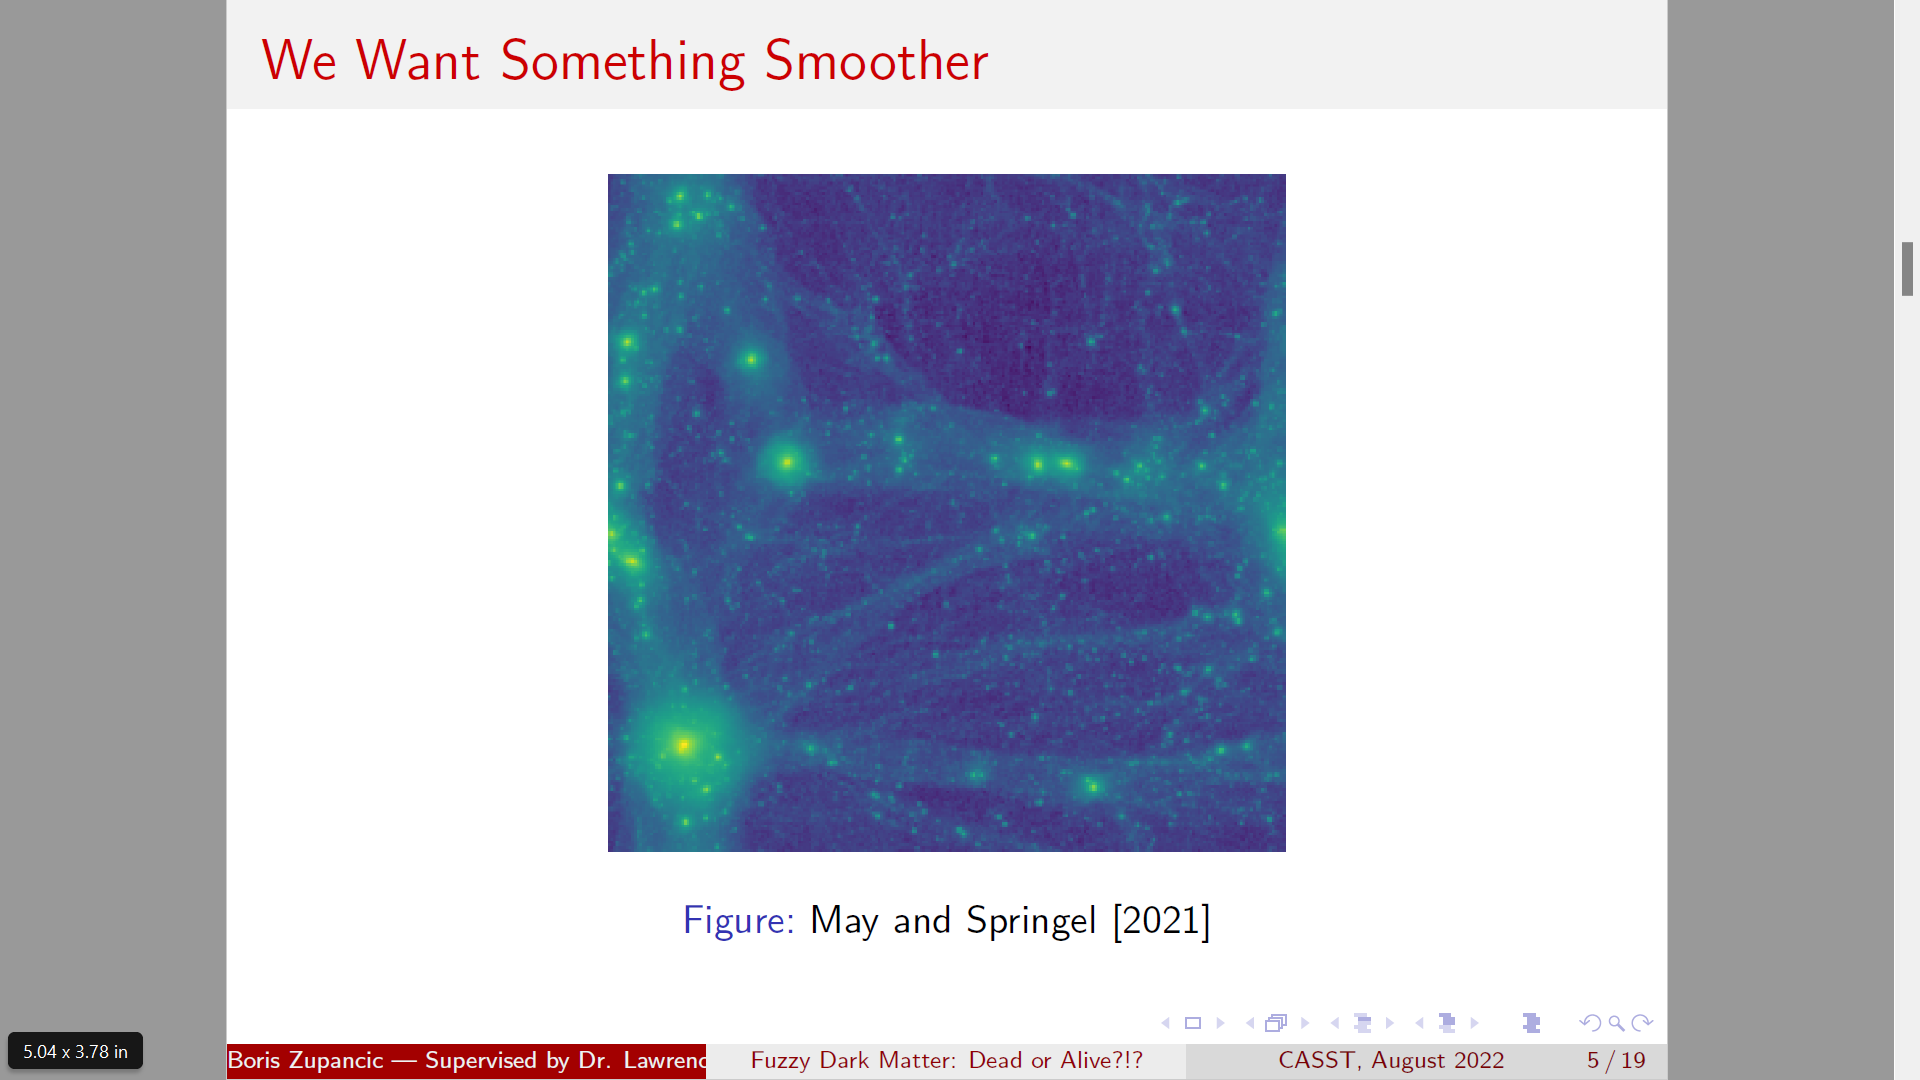 We Want Something Smoother
Figure: May and Springel [2021]
5.04 x 3.78 in
Boris Zupancic — Supervised by Dr. Lawrenc
Fuzzy Dark Matter: Dead or Alive?!?
CASST, August 2022
5 / 19